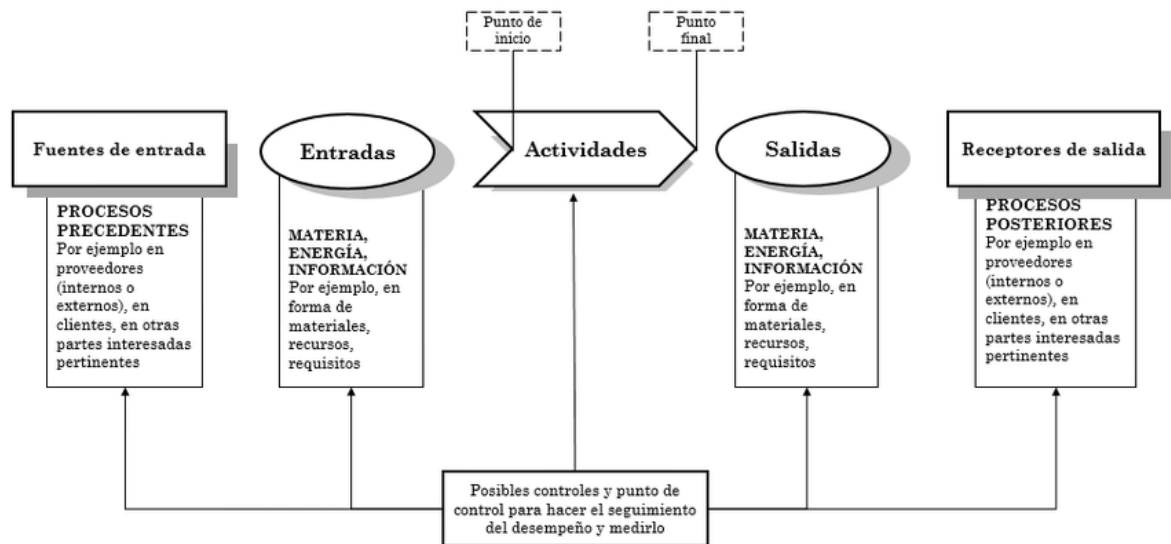 Punto de
inicio
Punto
final
Fuentes de entrada
Entradas
Actividades
Salidas
Receptores de salida
PROCESOS
PRECEDENTES
Por ejemplo en
proveedores
(internos o
externos), en
clientes, en otras
partes interesadas
pertinentes
MATERIA,
ENERGÍA,
INFORMACIÓN
Por ejemplo, en
forma de
materiales,
recursos,
requisitos
MATERIA,
ENERGÍA,
INFORMACIÓN
Por ejemplo, en
forma de
materiales,
recursos,
requisitos
PROCESOS
POSTERIORES
Por ejemplo en
proveedores
(internos o
externos), en
clientes, en otras
partes interesadas
pertinentes
Posibles controles y punto de
control para hacer el seguimiento
del desempeño y medirlo